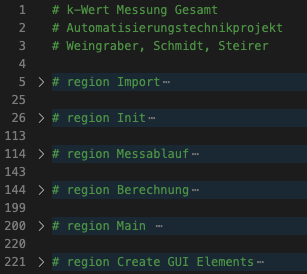 1 # k-Wert Messung Gesamt
2 # Automatisierungstechnikprojekt
3 # Weingraber, Schmidt, Steirer
4
5 > # region Import⋯
25
26 > # region Init⋯
113
114 > # region Messablauf⋯
143
144 > # region Berechnung⋯
199
200 > # region Main ⋯
220
221 > # region Create GUI Elements⋯